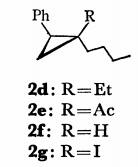 Ph R
2d: R=Et
2e: R=Ac
2f: R=H
2g: R=I